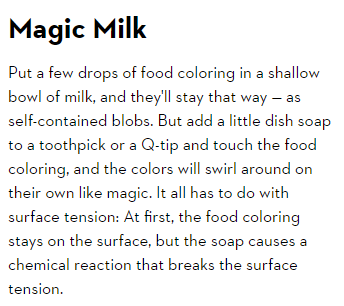 Magic Milk
Put a few drops of food coloring in a shallow
bowl of milk, and they'll stay that way – as
self-contained blobs. But add a little dish soap
to a toothpick or a Q-tip and touch the food
coloring, and the colors will swirl around on
their own like magic. It all has to do with
surface tension: At first, the food coloring
stays on the surface, but the soap causes a
chemical reaction that breaks the surface
tension.